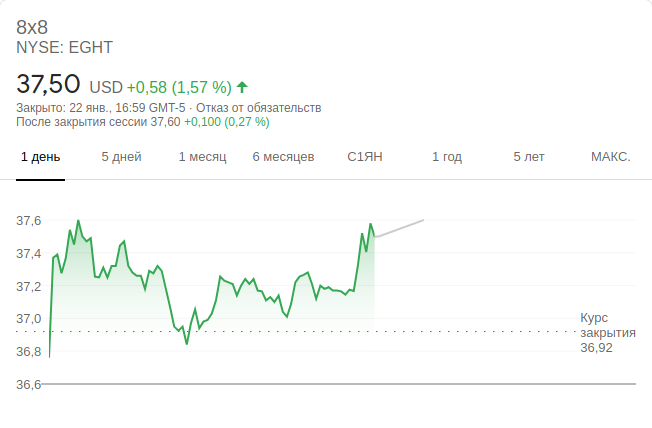 8x8
NYSE: EGHT
37,50 USD +0,58 (1,57 %)
Закрыто: 22 янв., 16:59 GMT-5 · Отказ от обязательств
После закрытия сессии 37,60 +0,100 (0,27 %)
1 день 5 дней 1 месяц 6 месяцев С1ЯН 1 год 5 лет МАКС.
37,6
37,4
37,2
37,0
36,8
36,6
Курс
закрытия
36,92